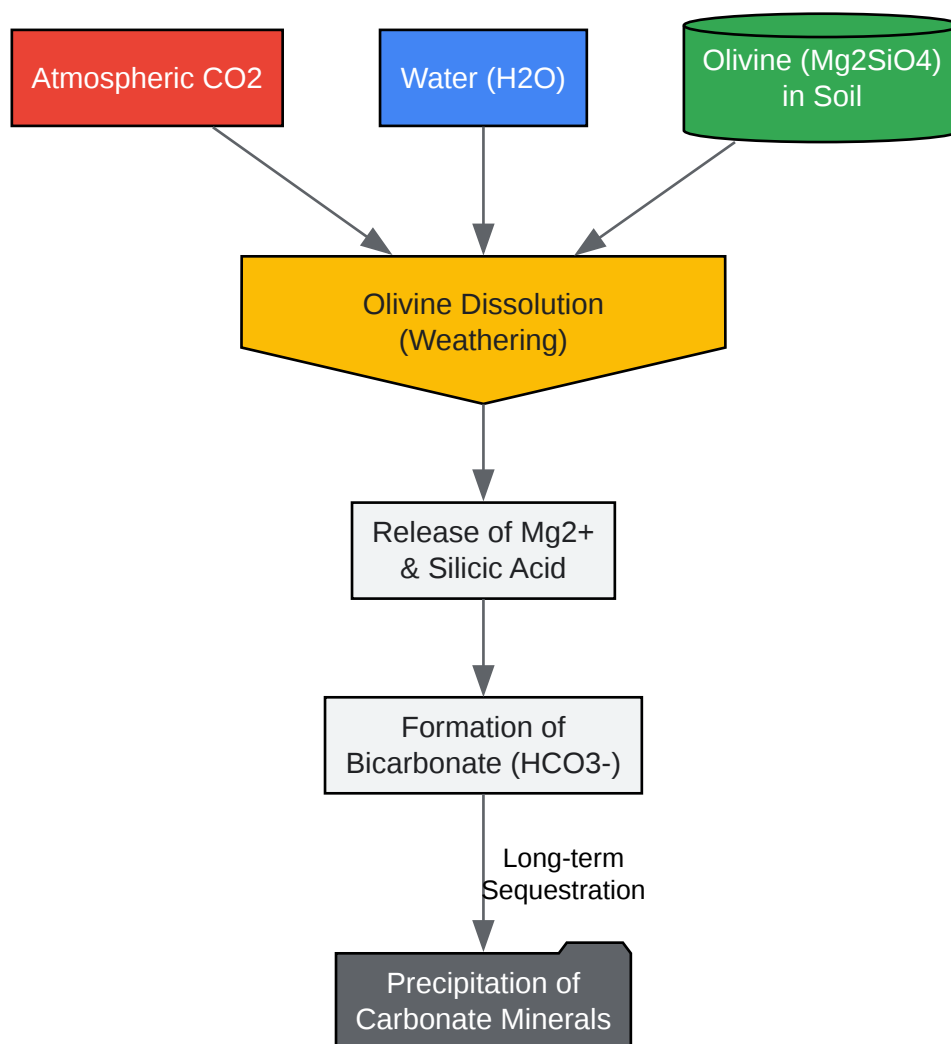 Atmospheric CO2
Water (H2O)
Olivine (Mg2SiO4)
in Soil
Olivine Dissolution
(Weathering)
Release of Mg2+
& Silicic Acid
Formation of
Bicarbonate (HCO3-)
Long-term
Sequestration
Precipitation of
Carbonate Minerals